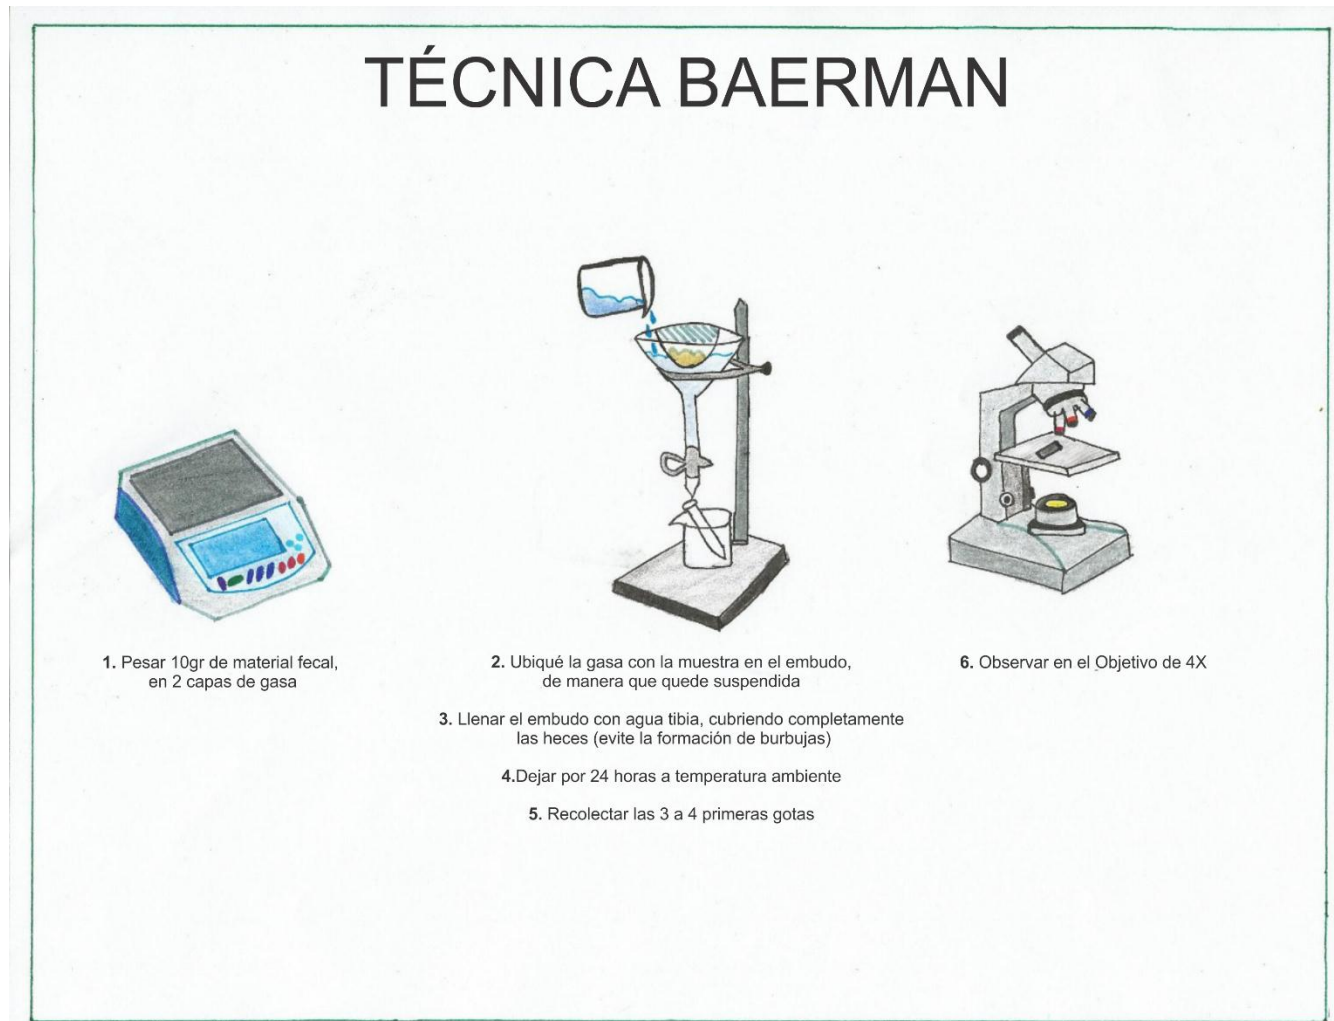 TÉCNICA BAERMAN
1. Pesar 10gr de material fecal,
en 2 capas de gasa
2. Ubiqué la gasa con la muestra en el embudo,
de manera que quede suspendida
3. Llenar el embudo con agua tibia, cubriendo completamente
las heces (evite la formación de burbujas)
4.Dejar por 24 horas a temperatura ambiente
5. Recolectar las 3 a 4 primeras gotas
6. Observar en el Objetivo de 4X